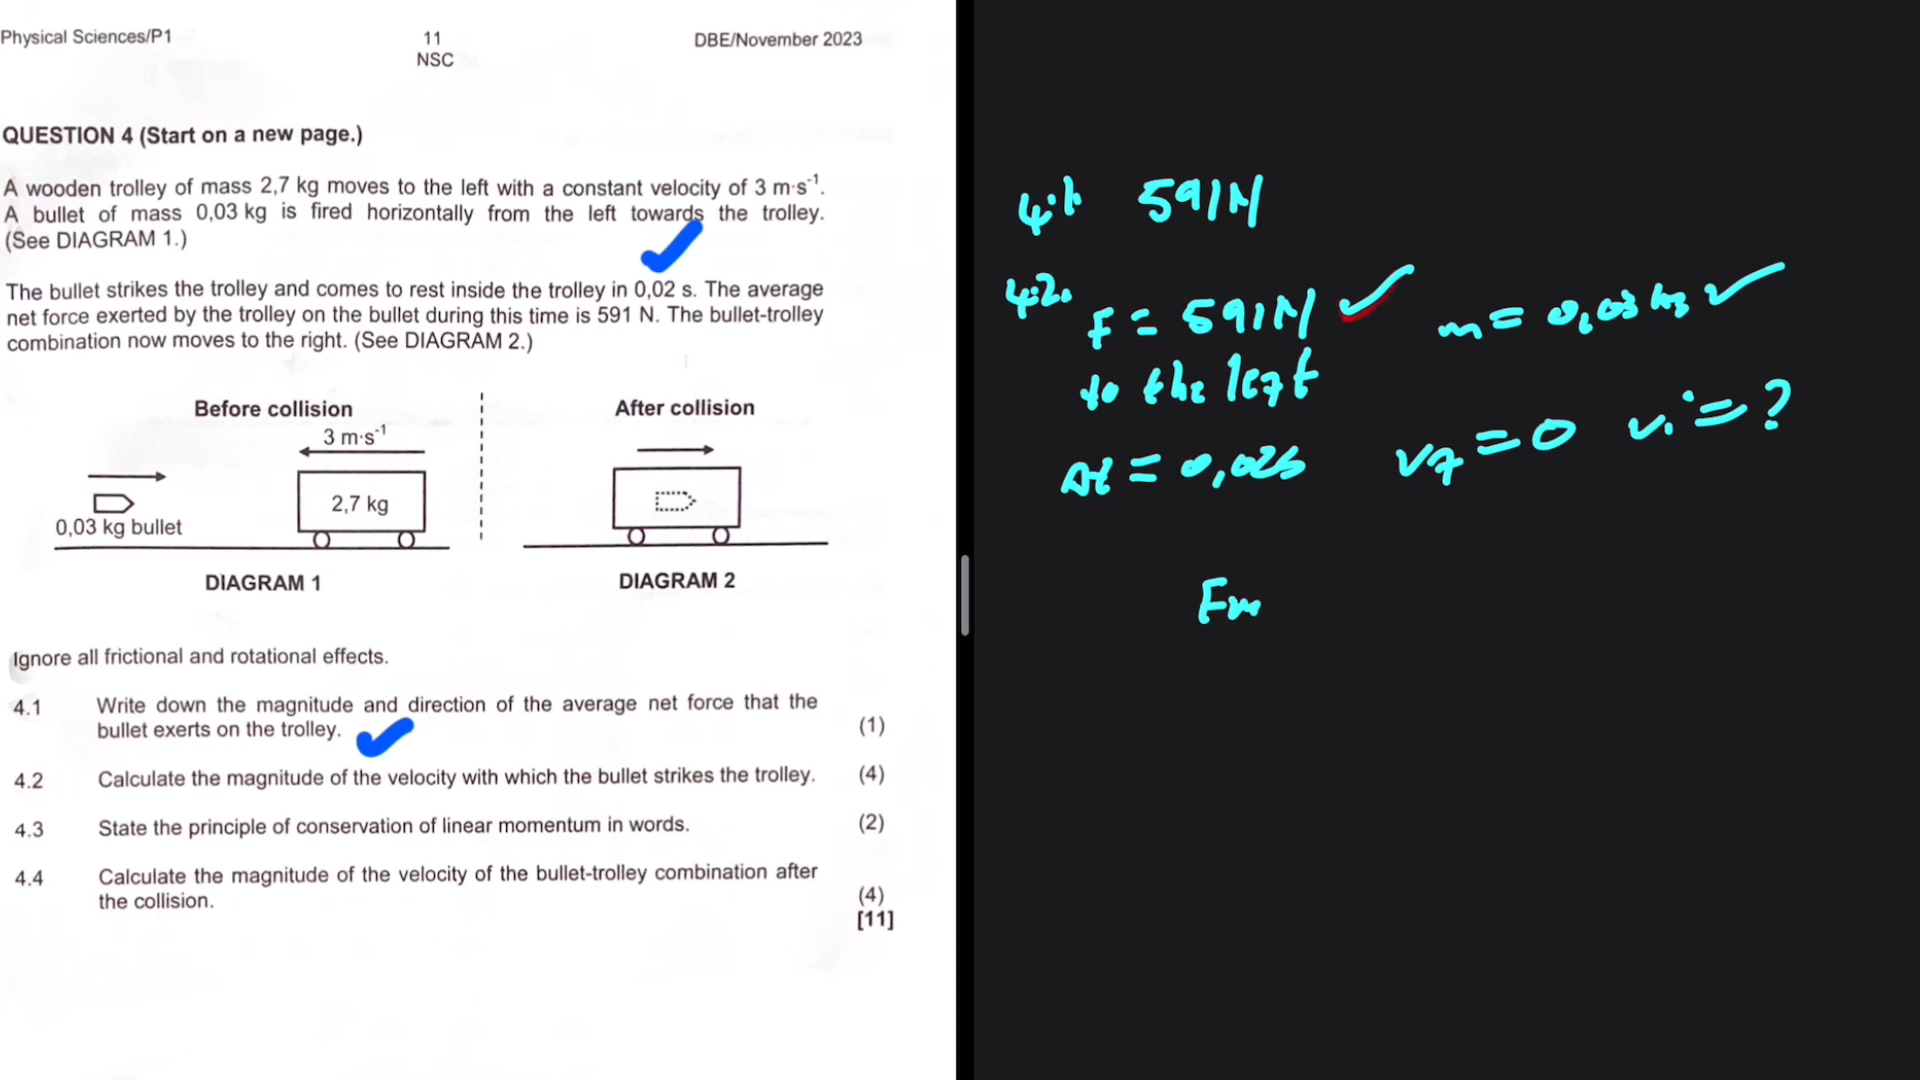 Physical Sciences/P1
11
NSC
DBE/November 2023
QUESTION 4 (Start on a new page.)
A wooden trolley of mass 2,7 kg moves to the left with a constant velocity of 3 m·s⁻¹.
A bullet of mass 0,03 kg is fired horizontally from the left towards the trolley.
(See DIAGRAM 1.)
The bullet strikes the trolley and comes to rest inside the trolley in 0,02 s. The average
net force exerted by the trolley on the bullet during this time is 591 N. The bullet-trolley
combination now moves to the right. (See DIAGRAM 2.)
Before collision
3 m·s⁻¹
2,7 kg
0,03 kg bullet
DIAGRAM 1
After collision
DIAGRAM 2
Ignore all frictional and rotational effects.
4.1 Write down the magnitude and direction of the average net force that the
bullet exerts on the trolley. (1)
4.2 Calculate the magnitude of the velocity with which the bullet strikes the trolley. (4)
4.3 State the principle of conservation of linear momentum in words. (2)
4.4 Calculate the magnitude of the velocity of the bullet-trolley combination after
the collision. (4)
[11]
4.1 591N
4.2.
F = 591N m = 0,03 kg
to the left
Δt = 0,02s vf = 0 vi = ?
Fm